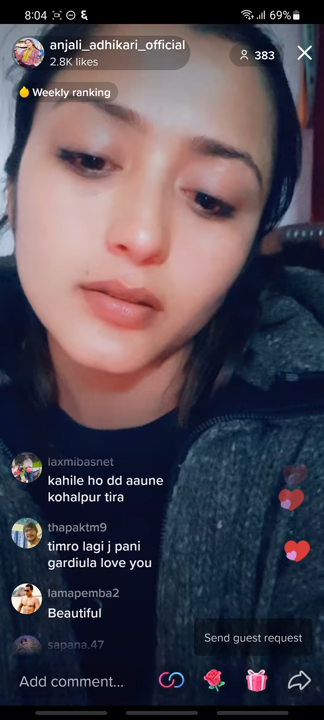 8:04
69%
anjali_adhikari_official
2.8K likes
383
Weekly ranking
laxmibasnet
kahile ho dd aaune
kohalpur tira
thapaktm9
timro lagi j pani
gardiula love you
lamapemba2
Beautiful
sapana.47
Send guest request
Add comment...